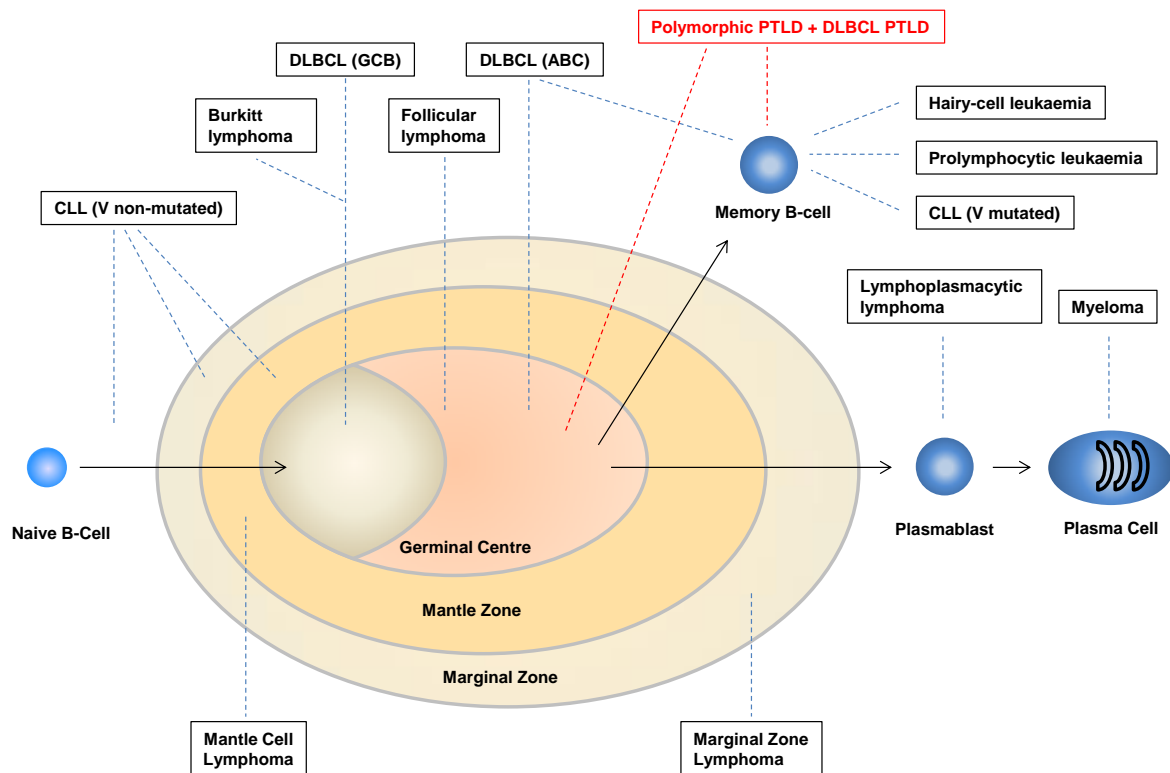 Polymorphic PTLD + DLBCL PTLD
DLBCL (GCB)
DLBCL (ABC)
Burkitt
lymphoma
Follicular
lymphoma
Hairy-cell leukaemia
Prolymphocytic leukaemia
CLL (V non-mutated)
Memory B-cell
CLL (V mutated)
Lymphoplasmacytic
lymphoma
Myeloma
Naive B-Cell
Plasmablast
Plasma Cell
Germinal Centre
Mantle Zone
Marginal Zone
Mantle Cell
Lymphoma
Marginal Zone
Lymphoma